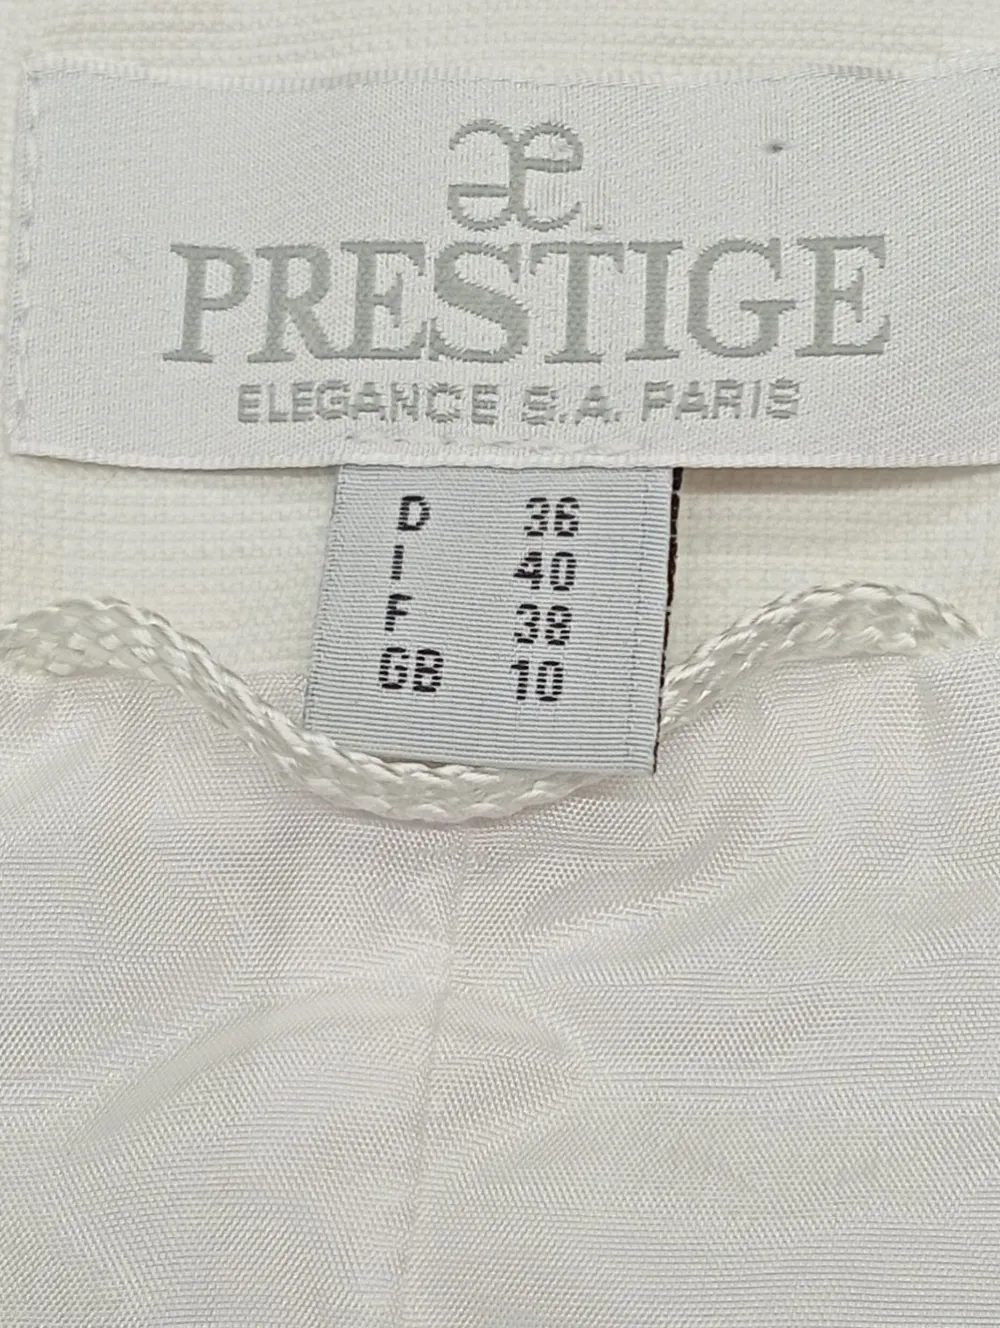 æ
PRESTIGE
ELEGANCE S.A. PARIS
D 36
I 40
F 38
GB 10